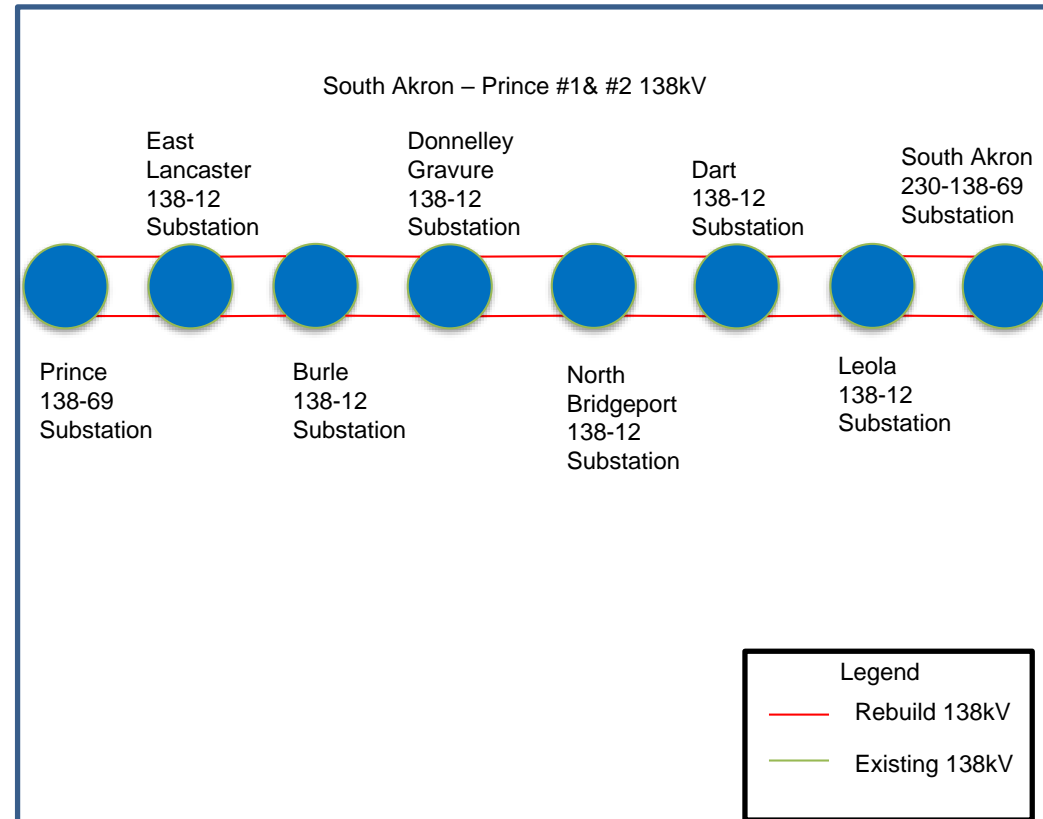 South Akron – Prince #1& #2 138kV
East
Lancaster
138-12
Substation
Donnelley
Gravure
138-12
Substation
Dart
138-12
Substation
South Akron
230-138-69
Substation
Prince
138-69
Substation
Burle
138-12
Substation
North
Bridgeport
138-12
Substation
Leola
138-12
Substation
Legend
Rebuild 138kV
Existing 138kV